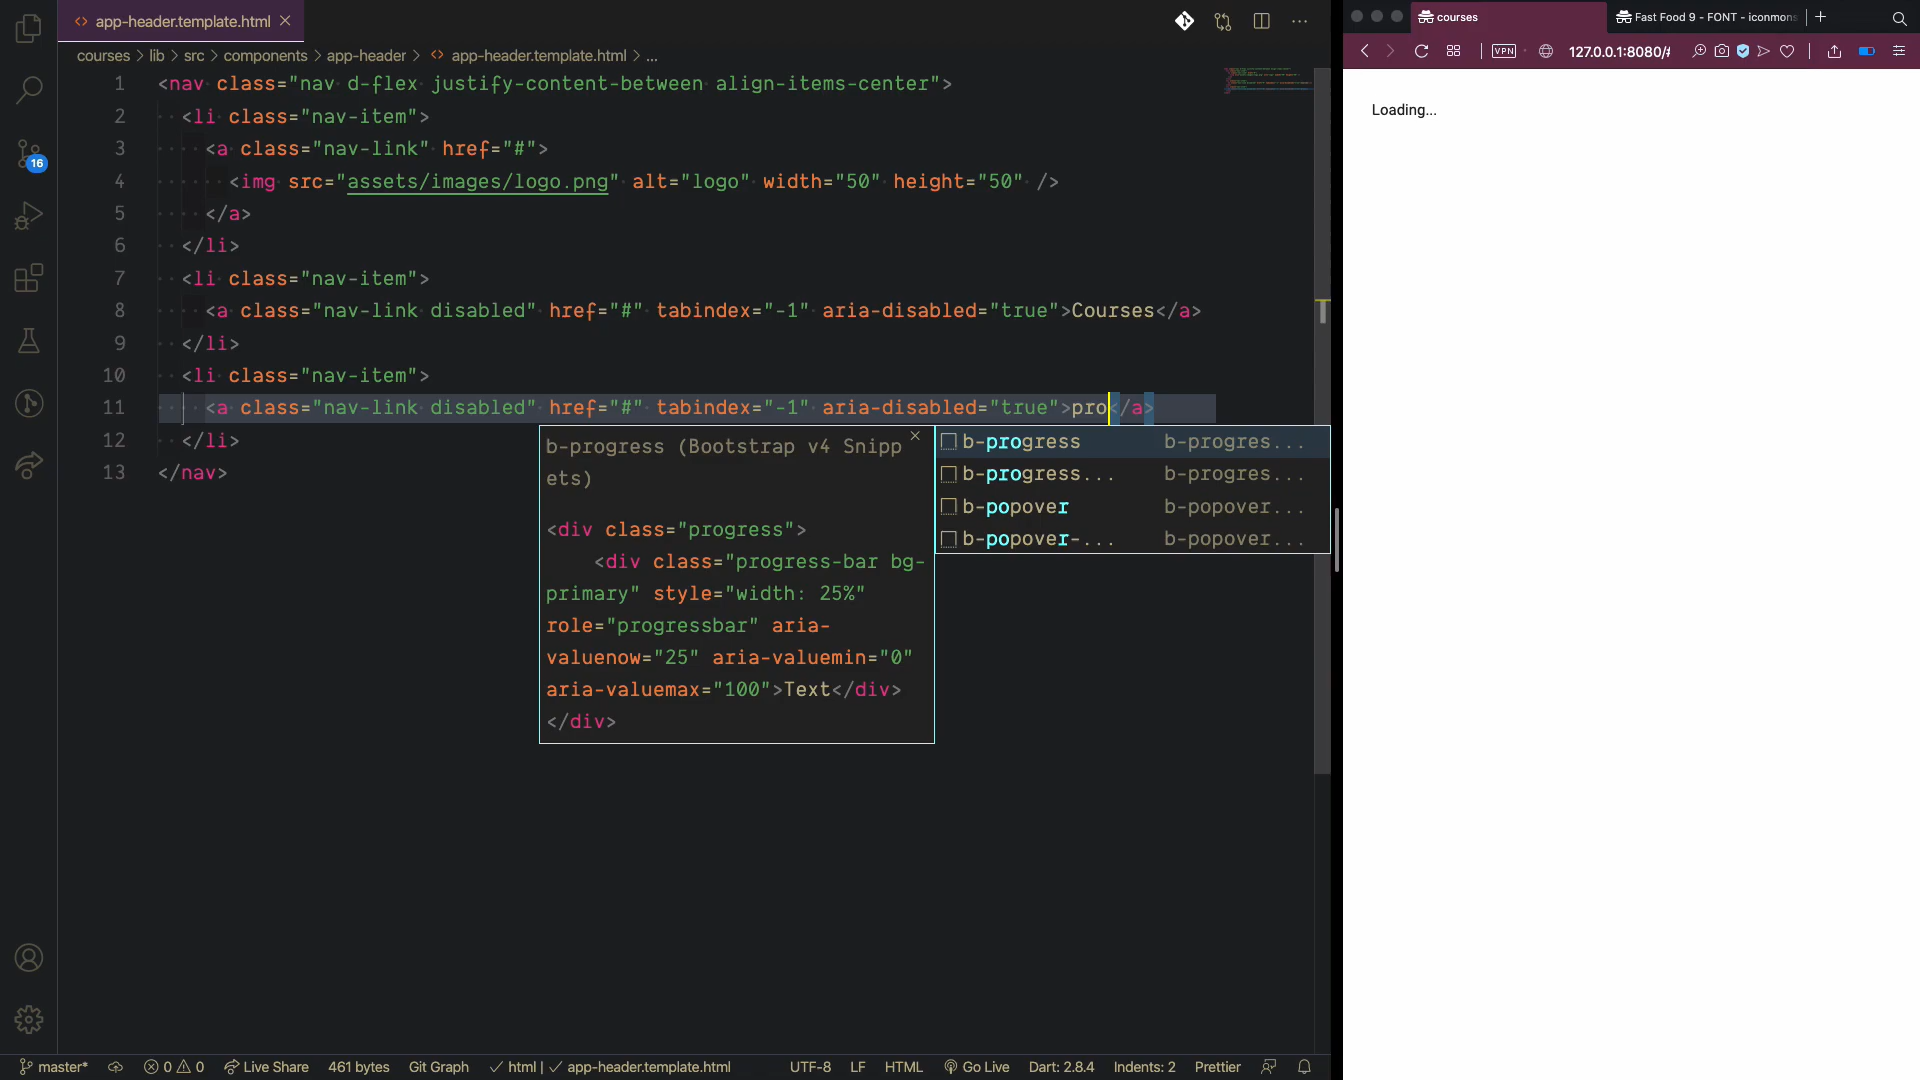 app-header.template.html
courses > lib > src > components > app-header > app-header.template.html > ...
1 <nav class="nav d-flex justify-content-between align-items-center">
2 <li class="nav-item">
3 <a class="nav-link" href="#">
4 <img src="assets/images/logo.png" alt="logo" width="50" height="50" />
5 </a>
6 </li>
7 <li class="nav-item">
8 <a class="nav-link disabled" href="#" tabindex="-1" aria-disabled="true">Courses</a>
9 </li>
10 <li class="nav-item">
11 <a class="nav-link disabled" href="#" tabindex="-1" aria-disabled="true">pro</a>
12 </li>
13 </nav>
16
b-progress (Bootstrap v4 Snipp
ets)
<div class="progress">
<div class="progress-bar bg-
primary" style="width: 25%"
role="progressbar" aria-
valuenow="25" aria-valuemin="0"
aria-valuemax="100">Text</div>
</div>
b-progress b-progres...
b-progress... b-progres...
b-popover b-popover...
b-popover-... b-popover...
master* 0 0 Live Share 461 bytes Git Graph html | app-header.template.html UTF-8 LF HTML Go Live Dart: 2.8.4 Indents: 2 Prettier
courses
Fast Food 9 - FONT - iconmons
VPN 127.0.0.1:8080/#
Loading...